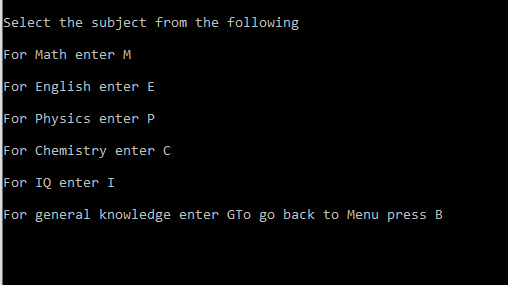 Select the subject from the following
For Math enter M
For English enter E
For Physics enter P
For Chemistry enter C
For IQ enter I
For general knowledge enter GTo go back to Menu press B